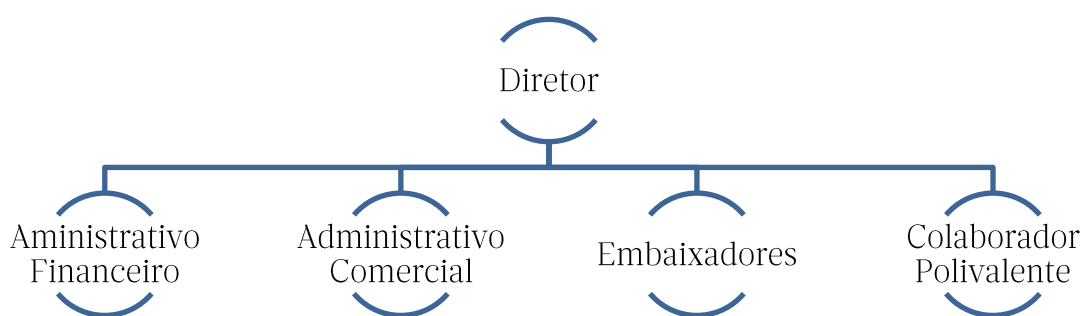 Diretor
Aministrativo
Financeiro
Administrativo
Comercial
Embaixadores
Colaborador
Polivalente